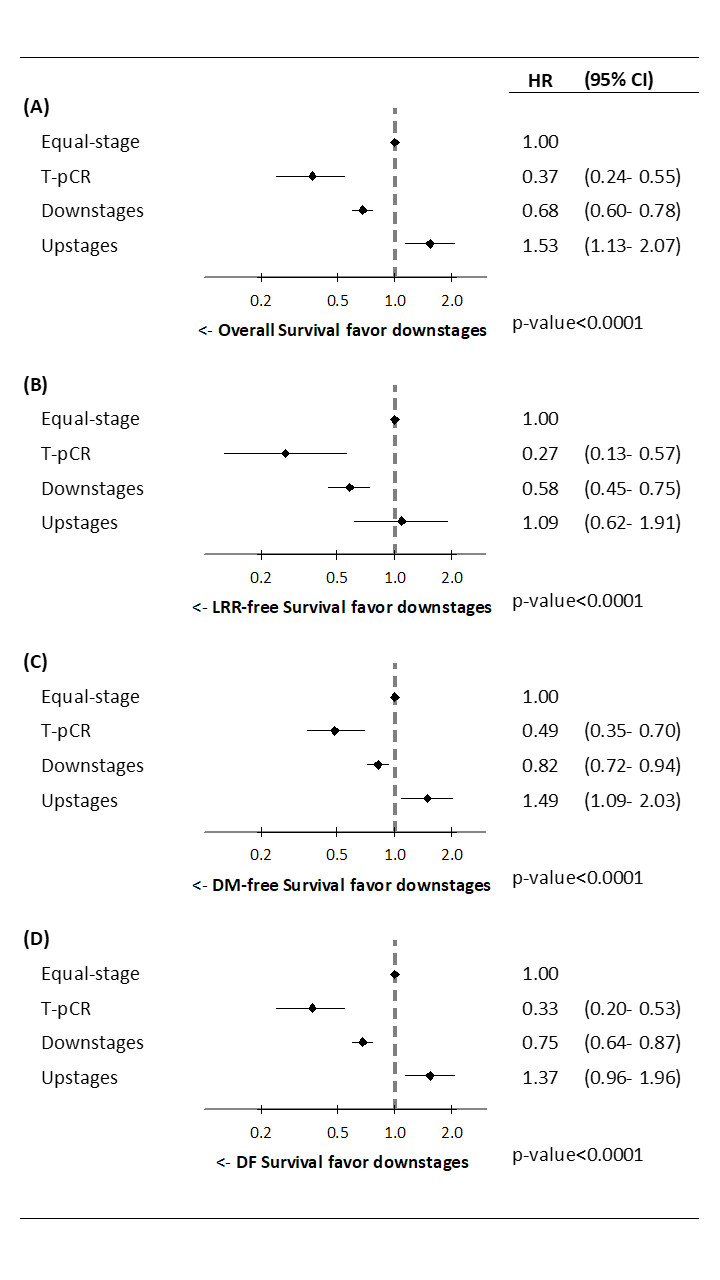 HR (95% CI)
(A)
Equal-stage 1.00
T-pCR 0.37 (0.24- 0.55)
Downstages 0.68 (0.60- 0.78)
Upstages 1.53 (1.13- 2.07)
0.2 0.5 1.0 2.0
<- Overall Survival favor downstages p-value<0.0001
(B)
Equal-stage 1.00
T-pCR 0.27 (0.13- 0.57)
Downstages 0.58 (0.45- 0.75)
Upstages 1.09 (0.62- 1.91)
0.2 0.5 1.0 2.0
<- LRR-free Survival favor downstages p-value<0.0001
(C)
Equal-stage 1.00
T-pCR 0.49 (0.35- 0.70)
Downstages 0.82 (0.72- 0.94)
Upstages 1.49 (1.09- 2.03)
0.2 0.5 1.0 2.0
<- DM-free Survival favor downstages p-value<0.0001
(D)
Equal-stage 1.00
T-pCR 0.33 (0.20- 0.53)
Downstages 0.75 (0.64- 0.87)
Upstages 1.37 (0.96- 1.96)
0.2 0.5 1.0 2.0
<- DF Survival favor downstages p-value<0.0001